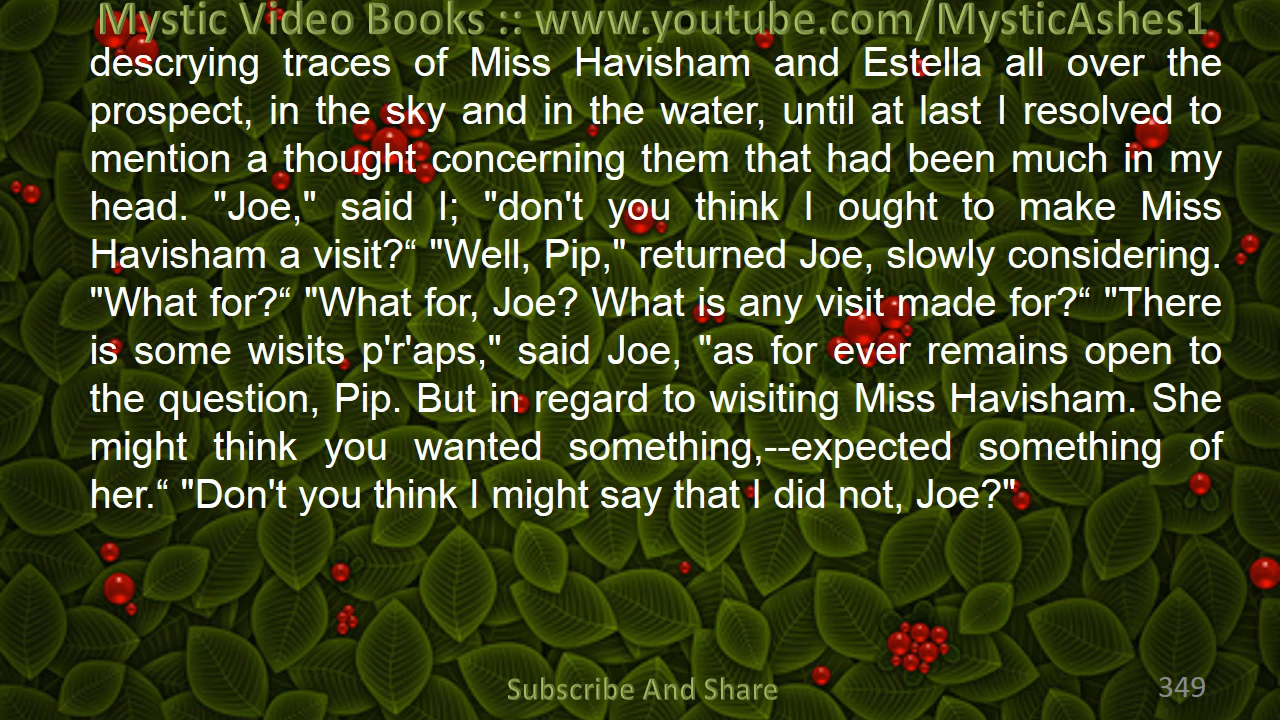 Mystic Video Books :: www.youtube.com/MysticAshes1
descrying traces of Miss Havisham and Estella all over the
prospect, in the sky and in the water, until at last I resolved to
mention a thought concerning them that had been much in my
head. "Joe," said I; "don't you think I ought to make Miss
Havisham a visit?“ "Well, Pip," returned Joe, slowly considering.
"What for?“ "What for, Joe? What is any visit made for?“ "There
is some wisits p'r'aps," said Joe, "as for ever remains open to
the question, Pip. But in regard to wisiting Miss Havisham. She
might think you wanted something,--expected something of
her.“ "Don't you think I might say that I did not, Joe?"
Subscribe And Share
349